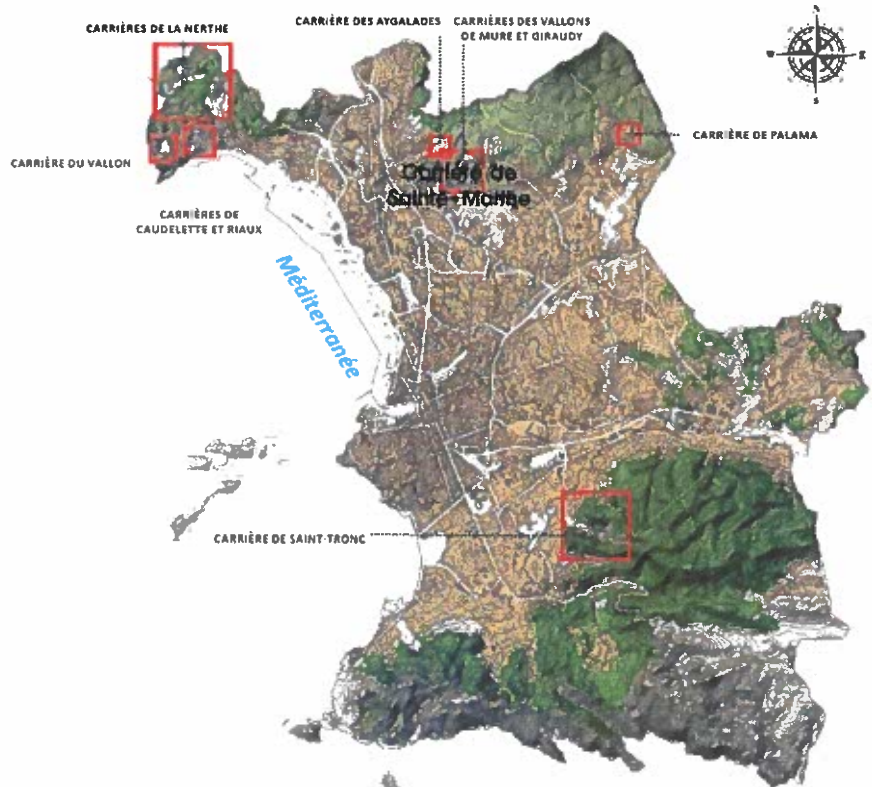 CARRIÈRES DE LA NERTHE
CARRIÈRE DES AYGALADES
CARRIÈRES DES VALLONS
DE MURE ET GIRAUDY
N
W
E
S
CARRIÈRE DE PALAMA
CARRIÈRE DU VALLON
Carrière de
Sainte-Marthe
CARRIÈRES DE
CAUDELETTE ET RIAUX
Méditerranée
CARRIÈRE DE SAINT-TRONC